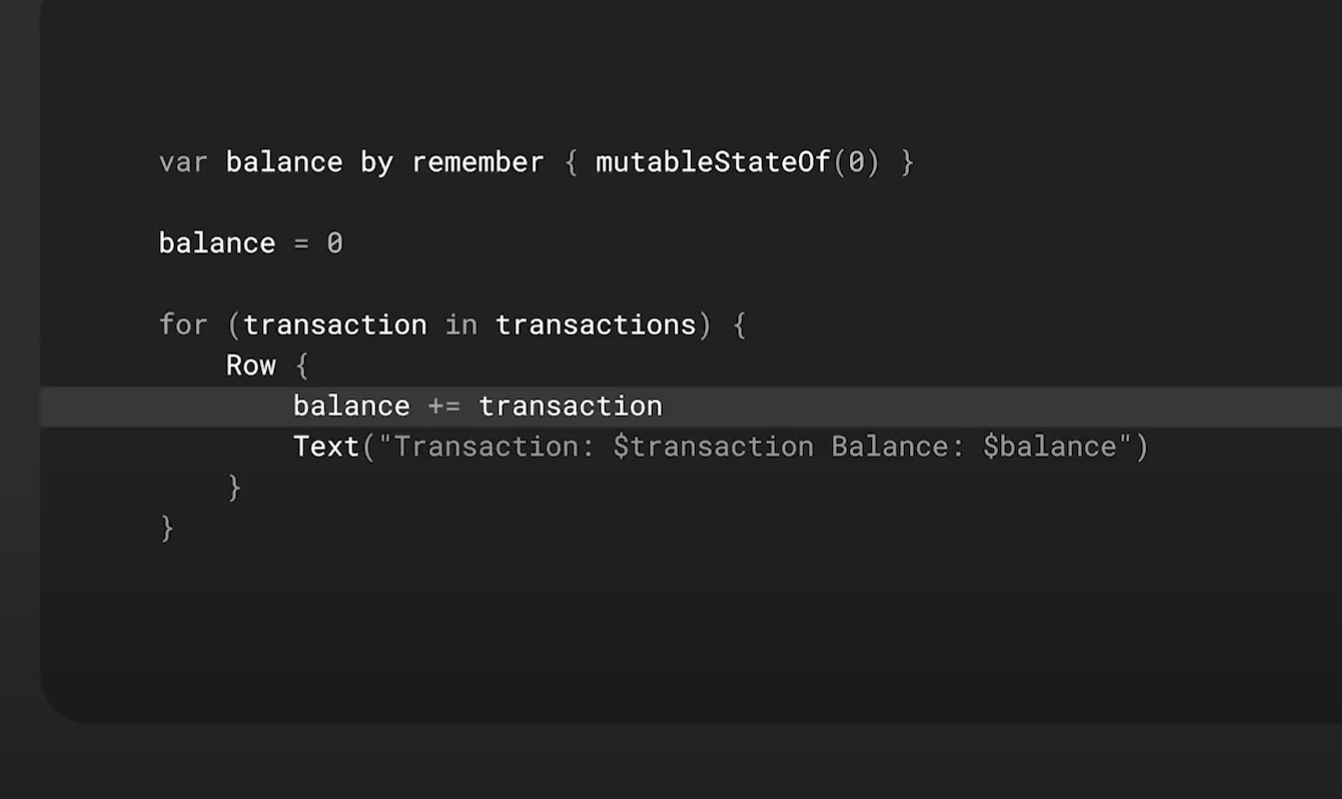 var balance by remember { mutableStateOf(0) }
balance = 0
for (transaction in transactions) {
Row {
balance += transaction
Text("Transaction: $transaction Balance: $balance")
}
}